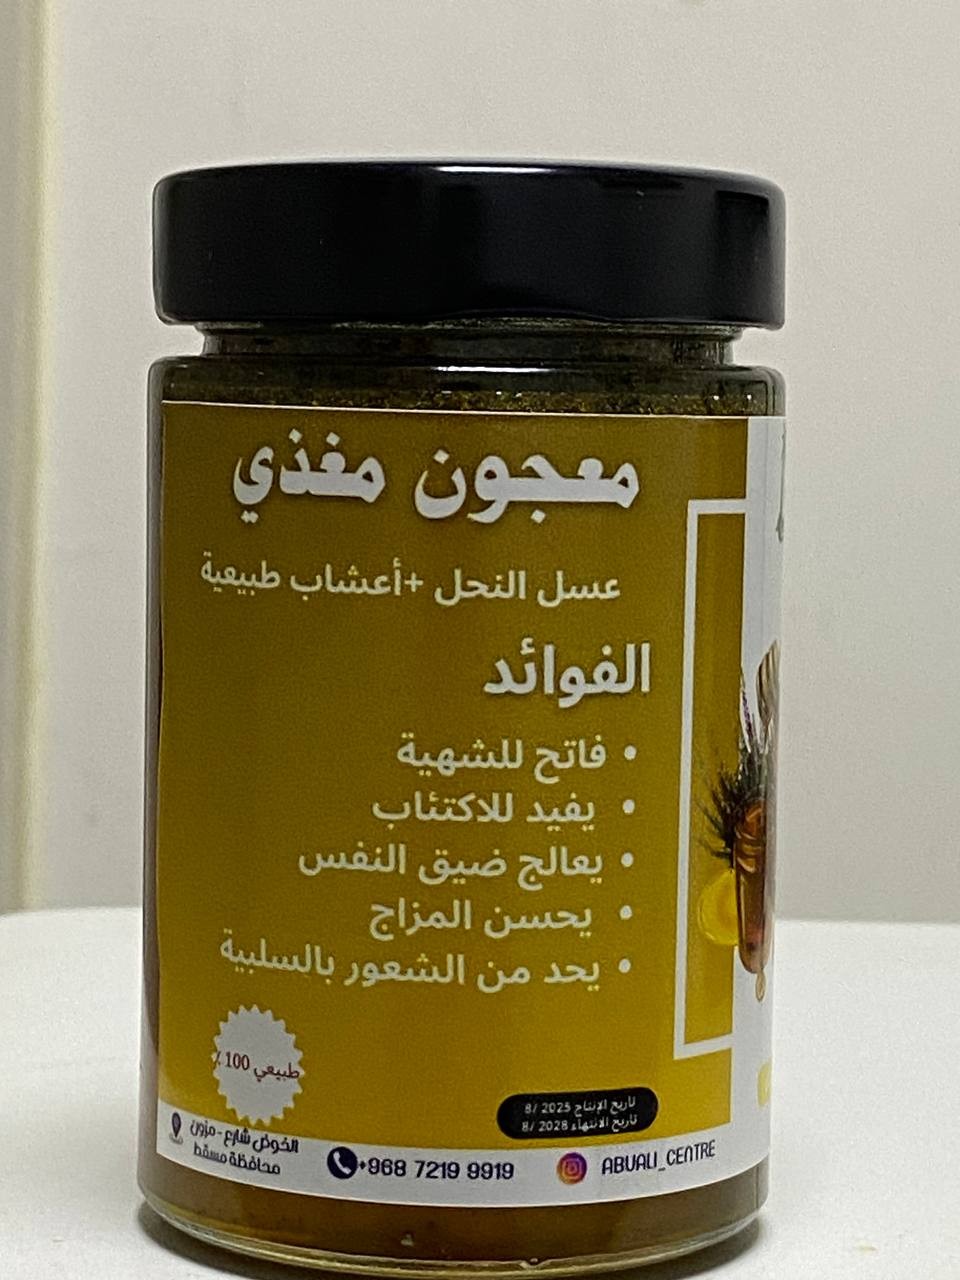 معجون مغذي
عسل النحل +أعشاب طبيعية
الفوائد
• فاتح للشهية
• يفيد للاكتئاب
• يعالج ضيق النفس
• يحسن المزاج
• يحد من الشعور بالسلبية
طبيعي 100 ٪
تاريخ الإنتاج 2025 /8
تاريخ الانتهاء 2028 /8
الخوض شارع - مزون
محافظة مسقط
+968 7219 9919
ABUALI_CENTRE